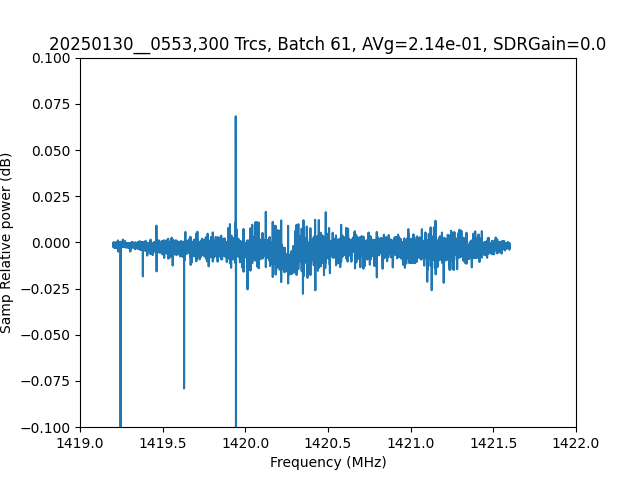 20250130__0553,300 Trcs, Batch 61, AVg=2.14e-01, SDRGain=0.0
0.100
0.075
0.050
0.025
0.000
−0.025
−0.050
−0.075
−0.100
Samp Relative power (dB)
1419.0 1419.5 1420.0 1420.5 1421.0 1421.5 1422.0
Frequency (MHz)